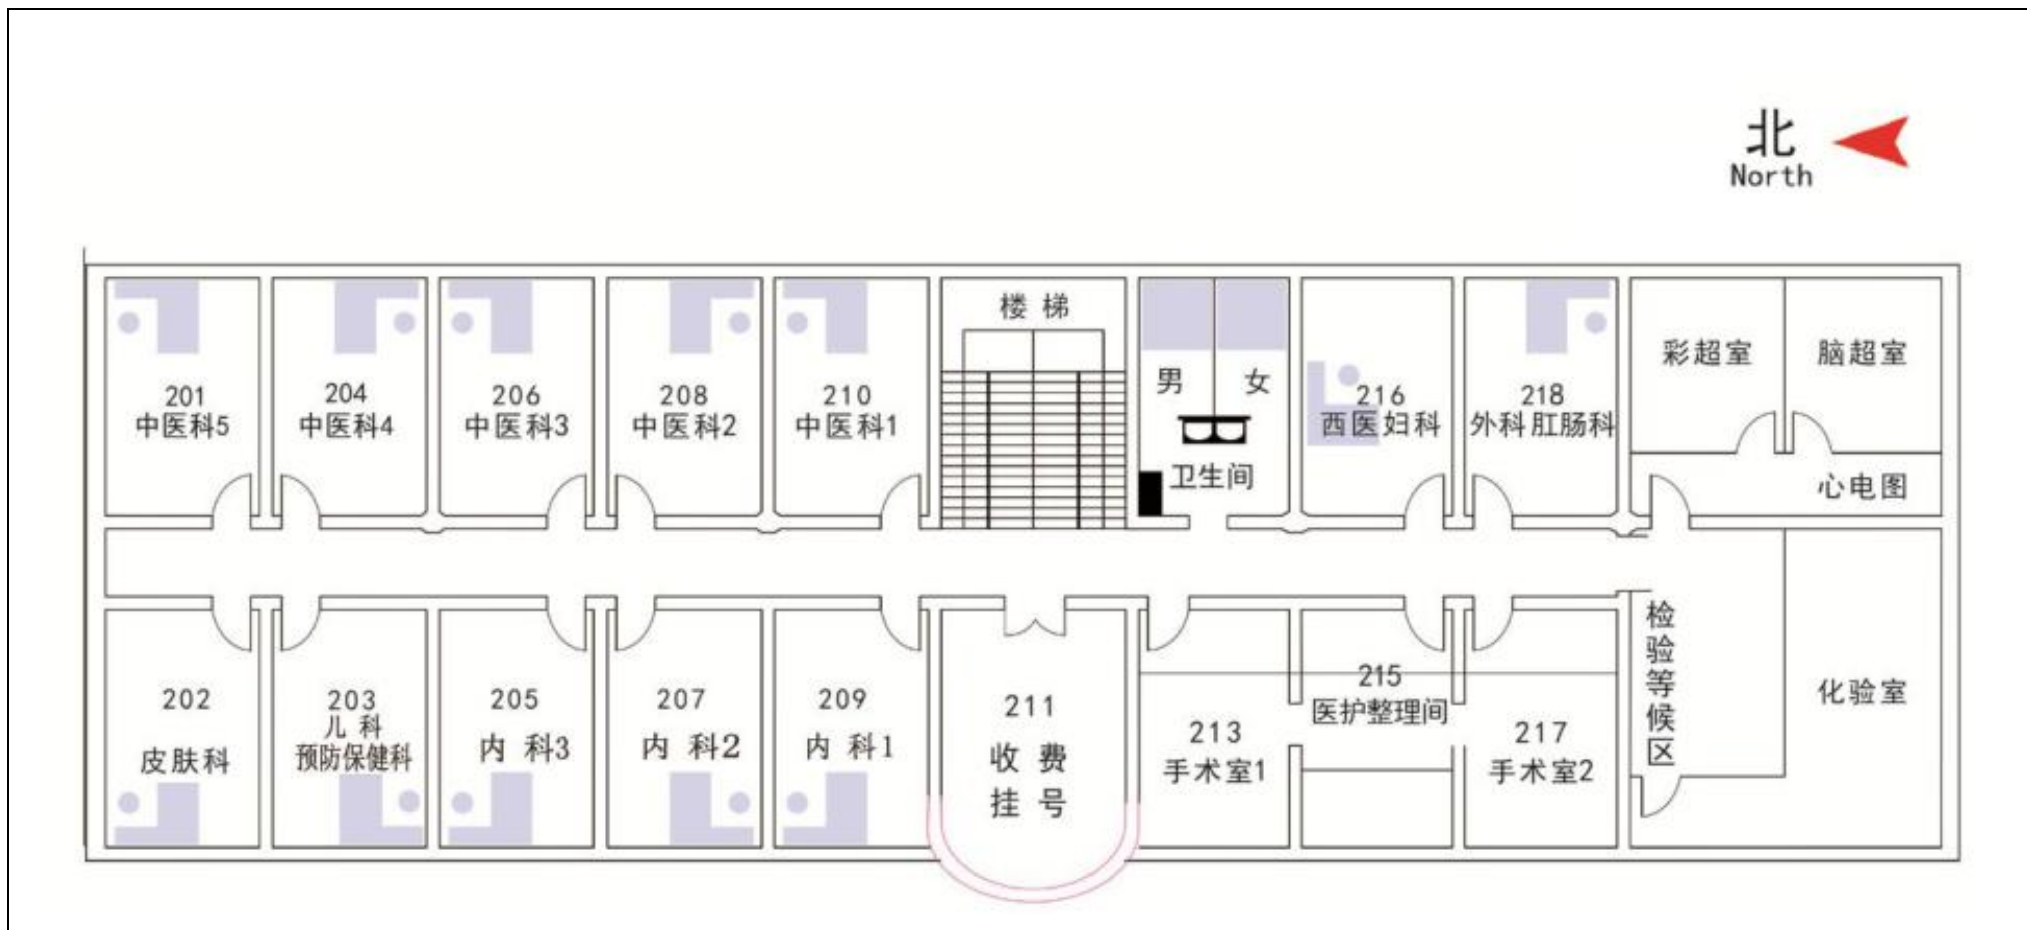 北
North
楼 梯
201
中医科5
204
中医科4
206
中医科3
208
中医科2
210
中医科1
男 女
卫生间
216
西医妇科
218
外科肛肠科
彩超室
脑超室
心电图
202
皮肤科
203
儿 科
预防保健科
205
内 科3
207
内 科2
209
内 科1
211
收 费
挂 号
213
手术室1
215
医护整理间
217
手术室2
检验等候区
化验室